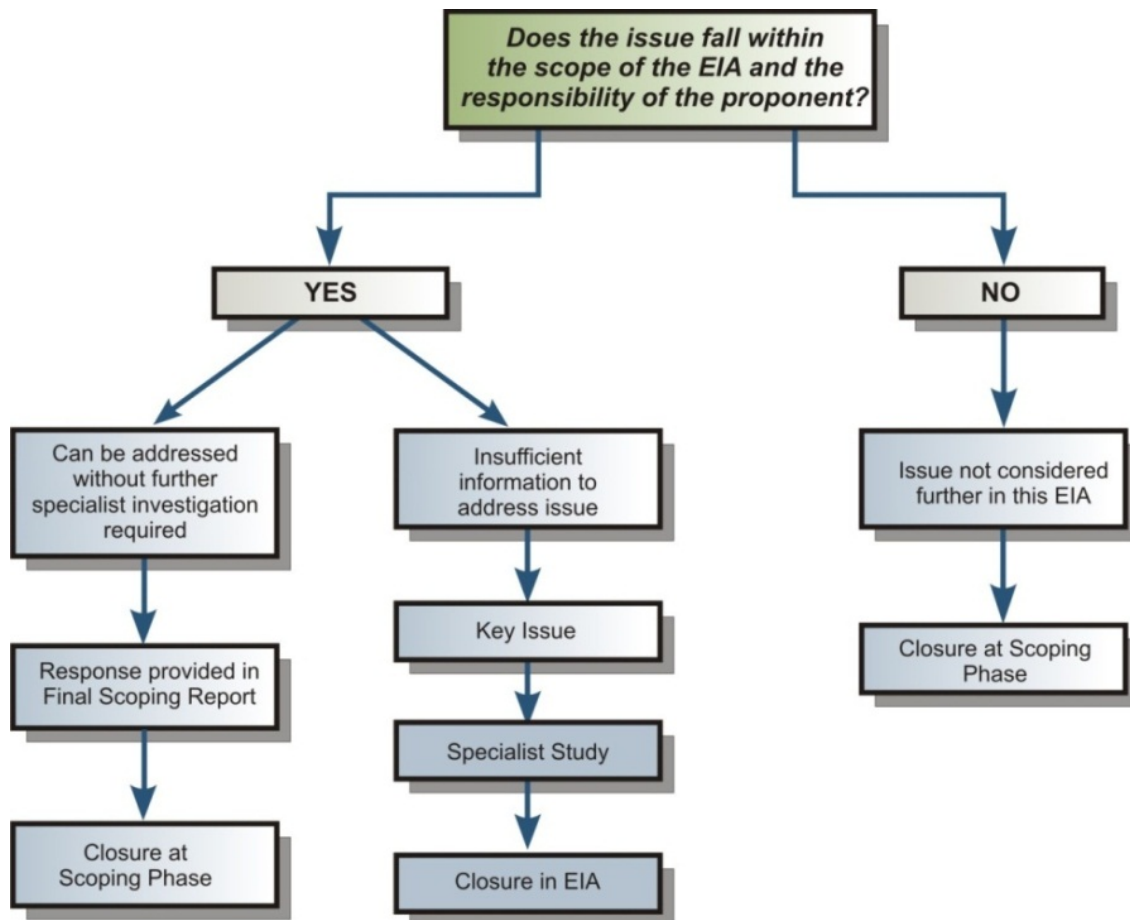 Does the issue fall within
the scope of the EIA and the
responsibility of the proponent?
YES
NO
Can be addressed
without further
specialist investigation
required
Insufficient
information to
address issue
Issue not considered
further in this EIA
Key Issue
Closure at Scoping
Phase
Response provided in
Final Scoping Report
Specialist Study
Closure at
Scoping Phase
Closure in EIA